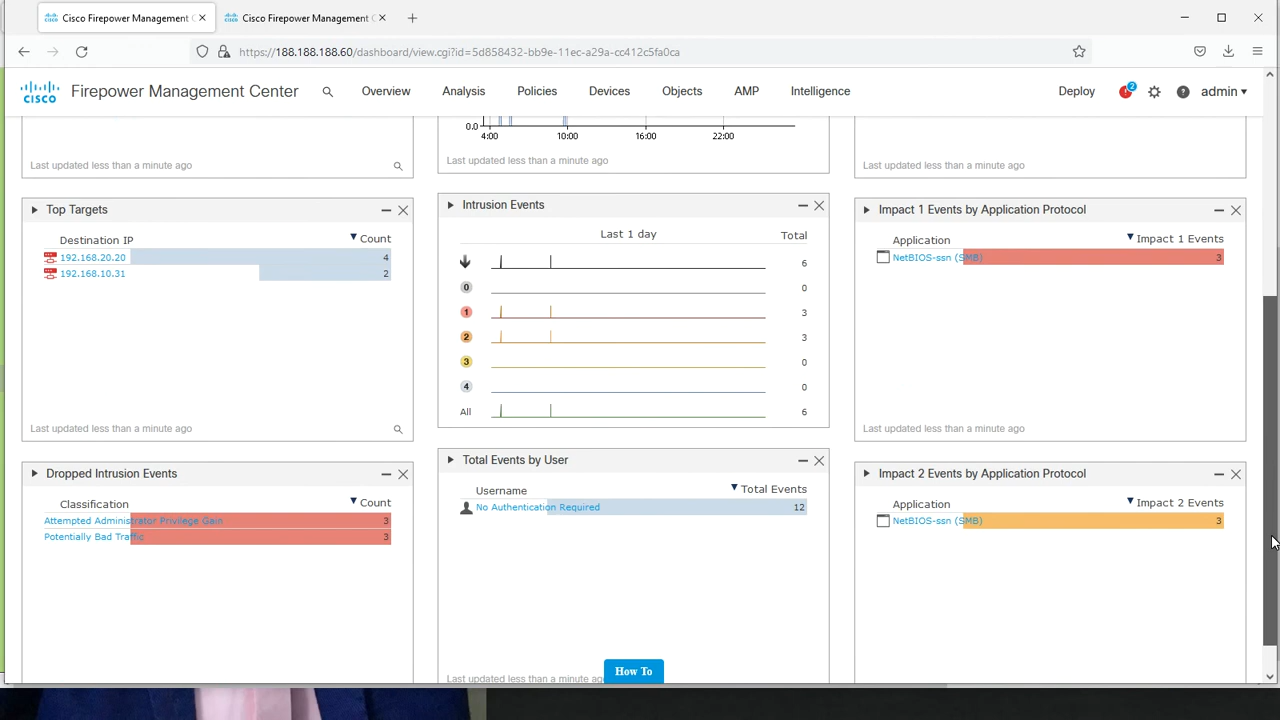 Cisco Firepower Management C
Cisco Firepower Management C
https://188.188.188.60/dashboard/view.cgi?id=5d858432-bb9e-11ec-a29a-cc412c5fa0ca
CISCO
Firepower Management Center
Overview
Analysis
Policies
Devices
Objects
AMP
Intelligence
Deploy
2
admin
0.0
4:00
10:00
16:00
22:00
Last updated less than a minute ago
Last updated less than a minute ago
Last updated less than a minute ago
Top Targets
Destination IP
Count
192.168.20.20
4
192.168.10.31
2
Last updated less than a minute ago
Intrusion Events
Last 1 day
Total
6
0
0
1
3
2
3
3
0
4
0
All
6
Impact 1 Events by Application Protocol
Application
Impact 1 Events
NetBIOS-ssn (SMB)
3
Last updated less than a minute ago
Dropped Intrusion Events
Classification
Count
Attempted Administrator Privilege Gain
3
Potentially Bad Traffic
3
Total Events by User
Username
Total Events
No Authentication Required
12
Last updated less than a minute ago
How To
Impact 2 Events by Application Protocol
Application
Impact 2 Events
NetBIOS-ssn (SMB)
3